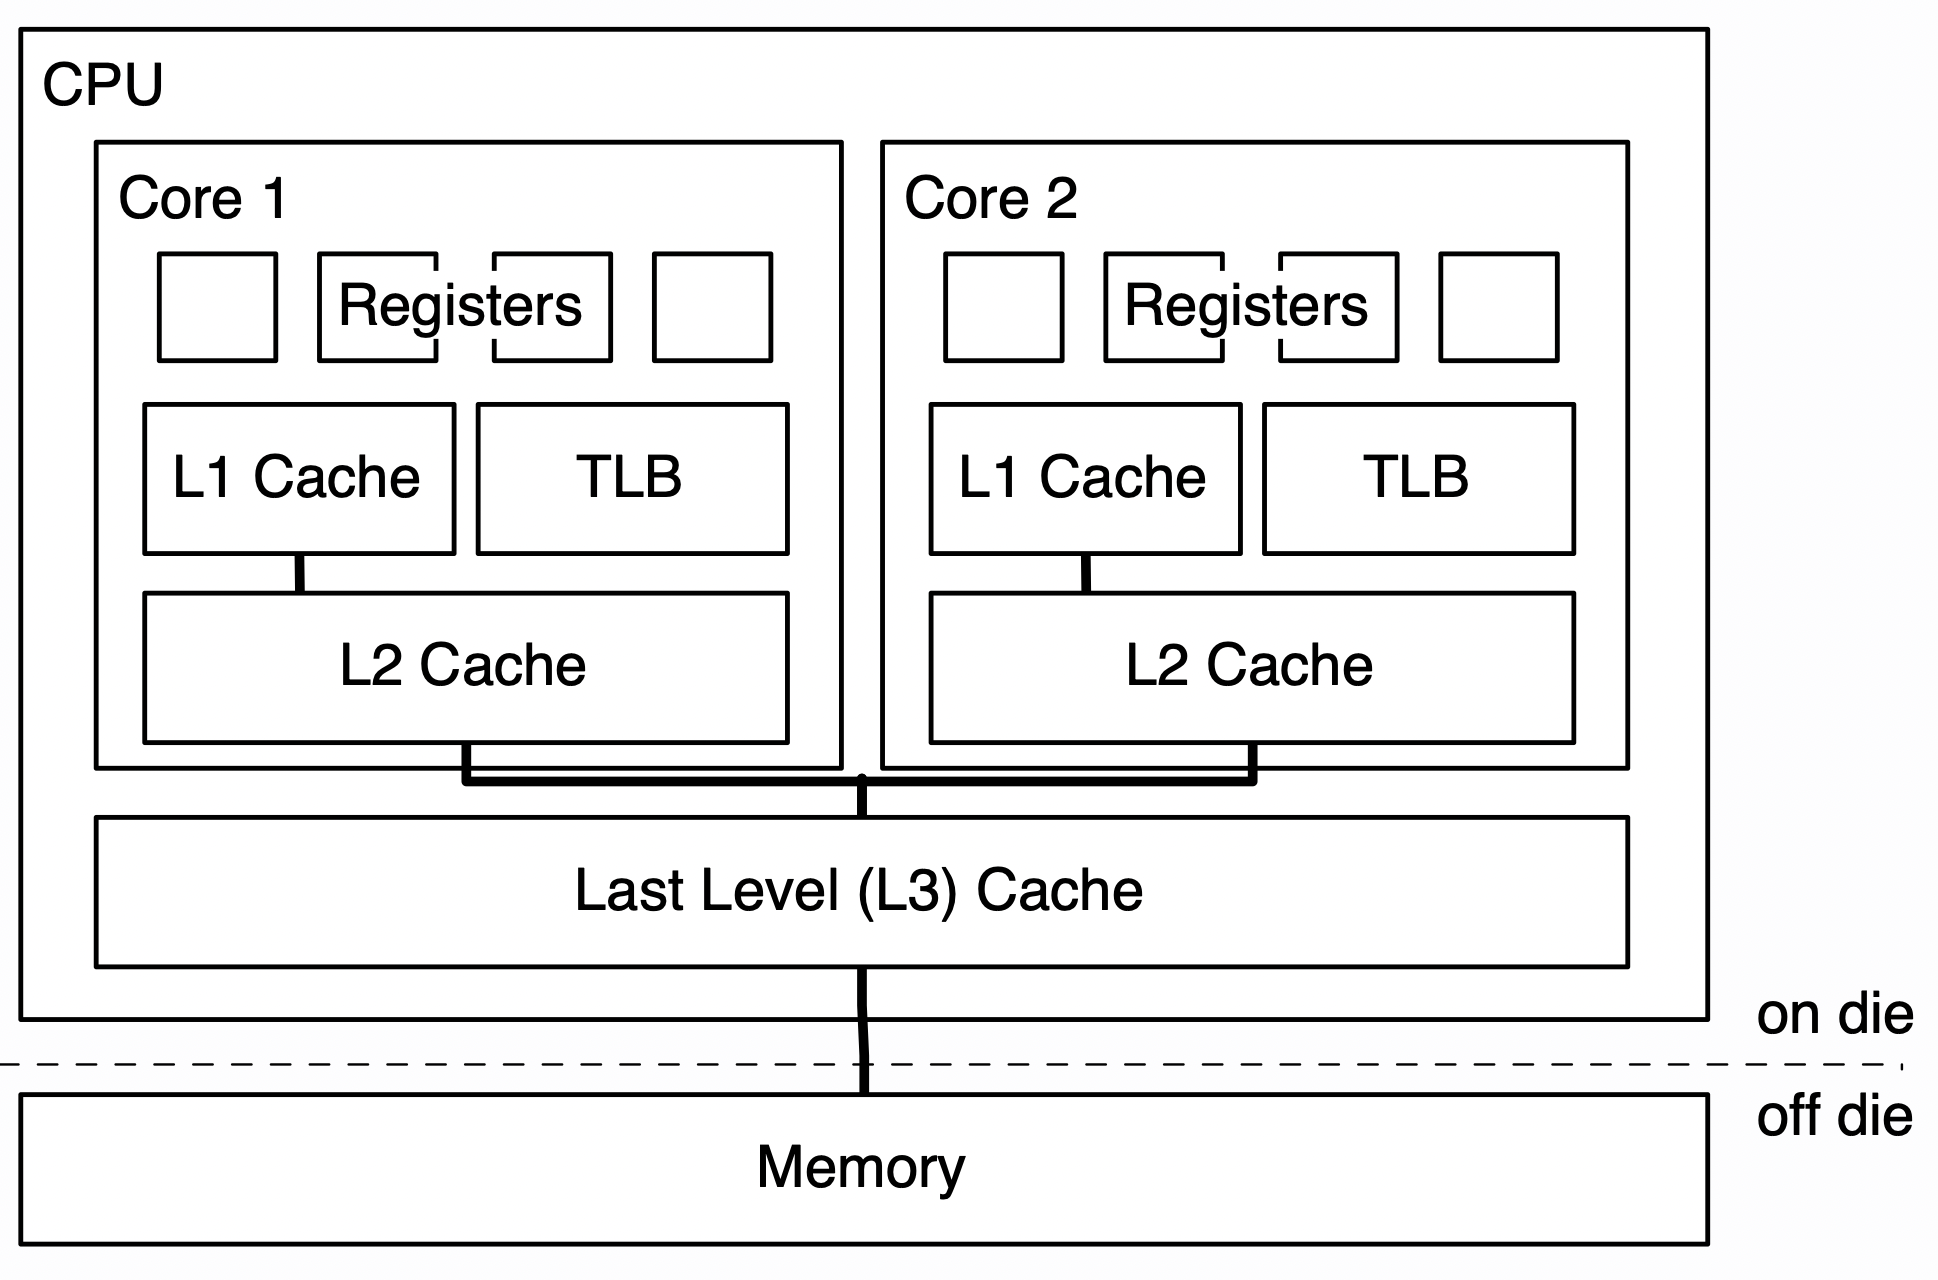 CPU
Core 1
Core 2
Registers
Registers
L1 Cache
TLB
L1 Cache
TLB
L2 Cache
L2 Cache
Last Level (L3) Cache
on die
off die
Memory